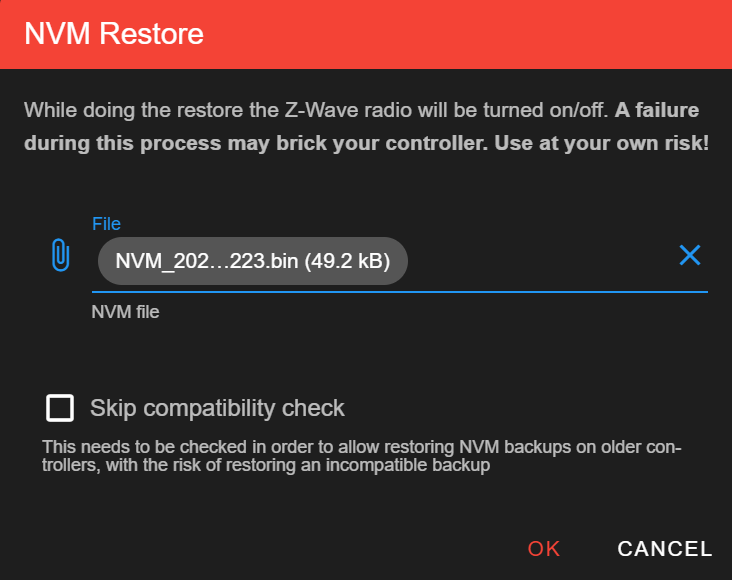 NVM Restore
While doing the restore the Z-Wave radio will be turned on/off. A failure
during this process may brick your controller. Use at your own risk!
File
NVM_202…223.bin (49.2 kB)
NVM file
Skip compatibility check
This needs to be checked in order to allow restoring NVM backups on older con-
trollers, with the risk of restoring an incompatible backup
OK CANCEL